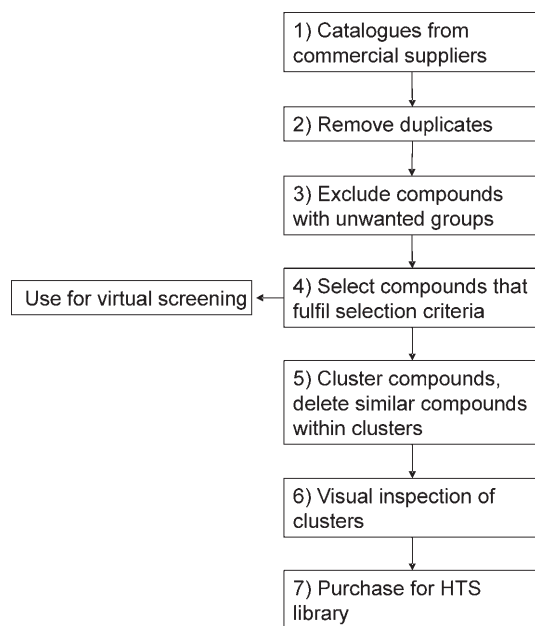 1) Catalogues from
commercial suppliers
2) Remove duplicates
3) Exclude compounds
with unwanted groups
Use for virtual screening
4) Select compounds that
fulfil selection criteria
5) Cluster compounds,
delete similar compounds
within clusters
6) Visual inspection of
clusters
7) Purchase for HTS
library